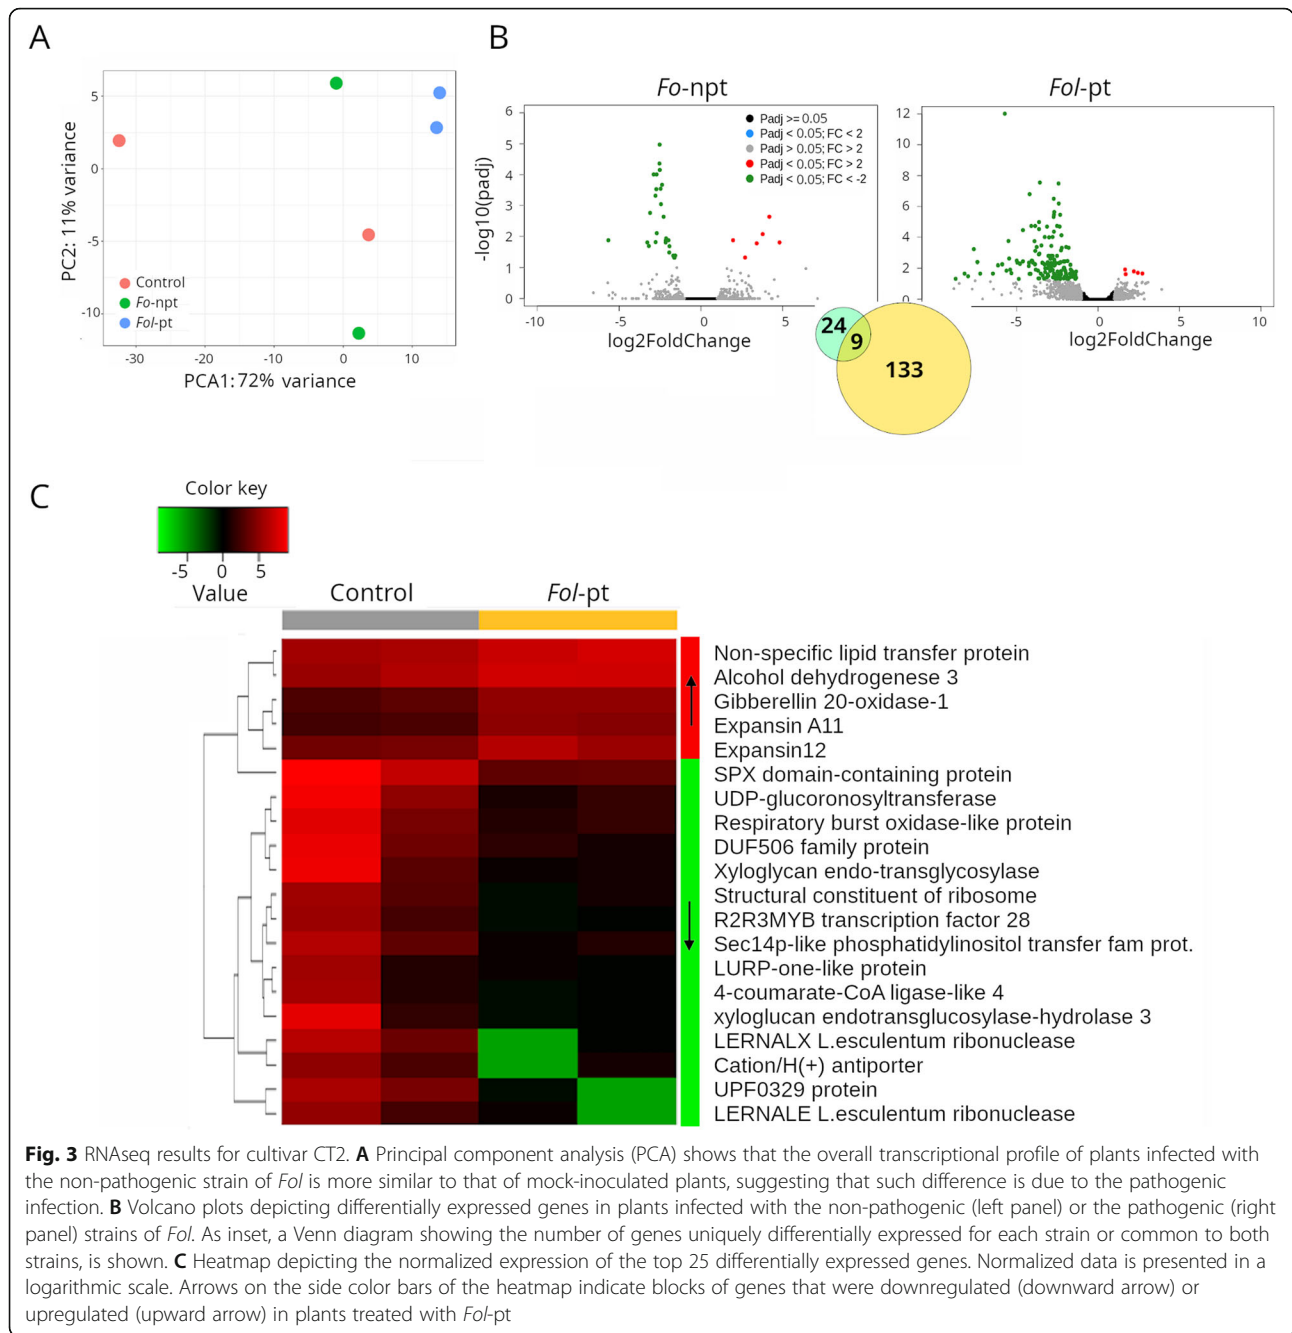 A
B
5
0
-5
-10
-30
-20
-10
0
10
PC2: 11% variance
PCA1:72% variance
Control
Fo-npt
Fol-pt
Fo-npt
6
5
4
3
2
1
0
-10
-5
0
5
-log10(padj)
log2FoldChange
Padj >= 0.05
Padj < 0.05; FC < 2
Padj > 0.05; FC > 2
Padj < 0.05; FC > 2
Padj < 0.05; FC < -2
Fol-pt
12
10
8
6
4
2
0
-5
0
5
10
log2FoldChange
24
9
133
C
Color key
-5 0 5
Value
Control
Fol-pt
Non-specific lipid transfer protein
Alcohol dehydrogenese 3
Gibberellin 20-oxidase-1
Expansin A11
Expansin12
SPX domain-containing protein
UDP-glucoronosyltransferase
Respiratory burst oxidase-like protein
DUF506 family protein
Xyloglycan endo-transglycosylase
Structural constituent of ribosome
R2R3MYB transcription factor 28
Sec14p-like phosphatidylinositol transfer fam prot.
LURP-one-like protein
4-coumarate-CoA ligase-like 4
xyloglucan endotransglucosylase-hydrolase 3
LERNALX L.esculentum ribonuclease
Cation/H(+) antiporter
UPF0329 protein
LERNALE L.esculentum ribonuclease
Fig. 3 RNAseq results for cultivar CT2. A Principal component analysis (PCA) shows that the overall transcriptional profile of plants infected with
the non-pathogenic strain of Fol is more similar to that of mock-inoculated plants, suggesting that such difference is due to the pathogenic
infection. B Volcano plots depicting differentially expressed genes in plants infected with the non-pathogenic (left panel) or the pathogenic (right
panel) strains of Fol. As inset, a Venn diagram showing the number of genes uniquely differentially expressed for each strain or common to both
strains, is shown. C Heatmap depicting the normalized expression of the top 25 differentially expressed genes. Normalized data is presented in a
logarithmic scale. Arrows on the side color bars of the heatmap indicate blocks of genes that were downregulated (downward arrow) or
upregulated (upward arrow) in plants treated with Fol-pt